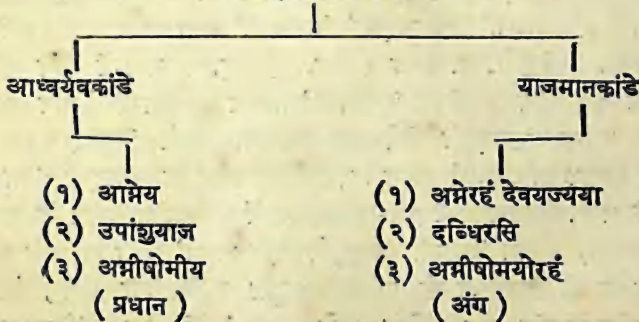 आध्वर्यवकांडे याजमानकांडे
(१) आग्नेय (१) अग्नेरहं देवयज्यया
(२) उपांशुयाज (२) दब्धिरसि
(३) अग्नीषोमीय (३) अग्नीषोमयोरहं
( प्रधान ) ( अंग )